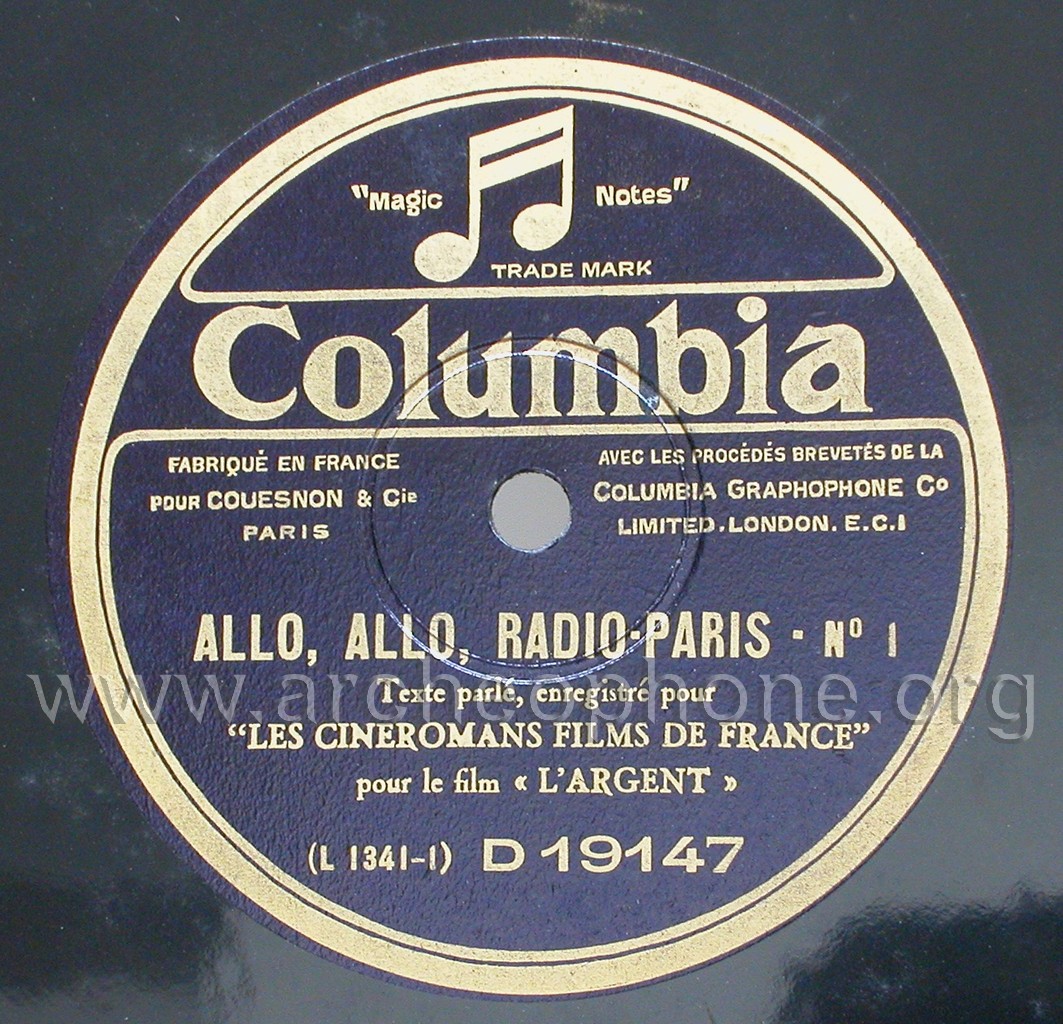 "Magic Notes"
TRADE MARK
Columbia
FABRIQUÉ EN FRANCE
POUR COUESNON & Cie
PARIS
AVEC LES PROCÉDÉS BREVETÉS DE LA
COLUMBIA GRAPHOPHONE Co
LIMITED. LONDON. E.C.1
ALLO, ALLO, RADIO-PARIS - No 1
www.archeophone.org
Texte parlé, enregistré pour
"LES CINEROMANS FILMS DE FRANCE"
pour le film « L'ARGENT »
(L 1341-1) D 19147